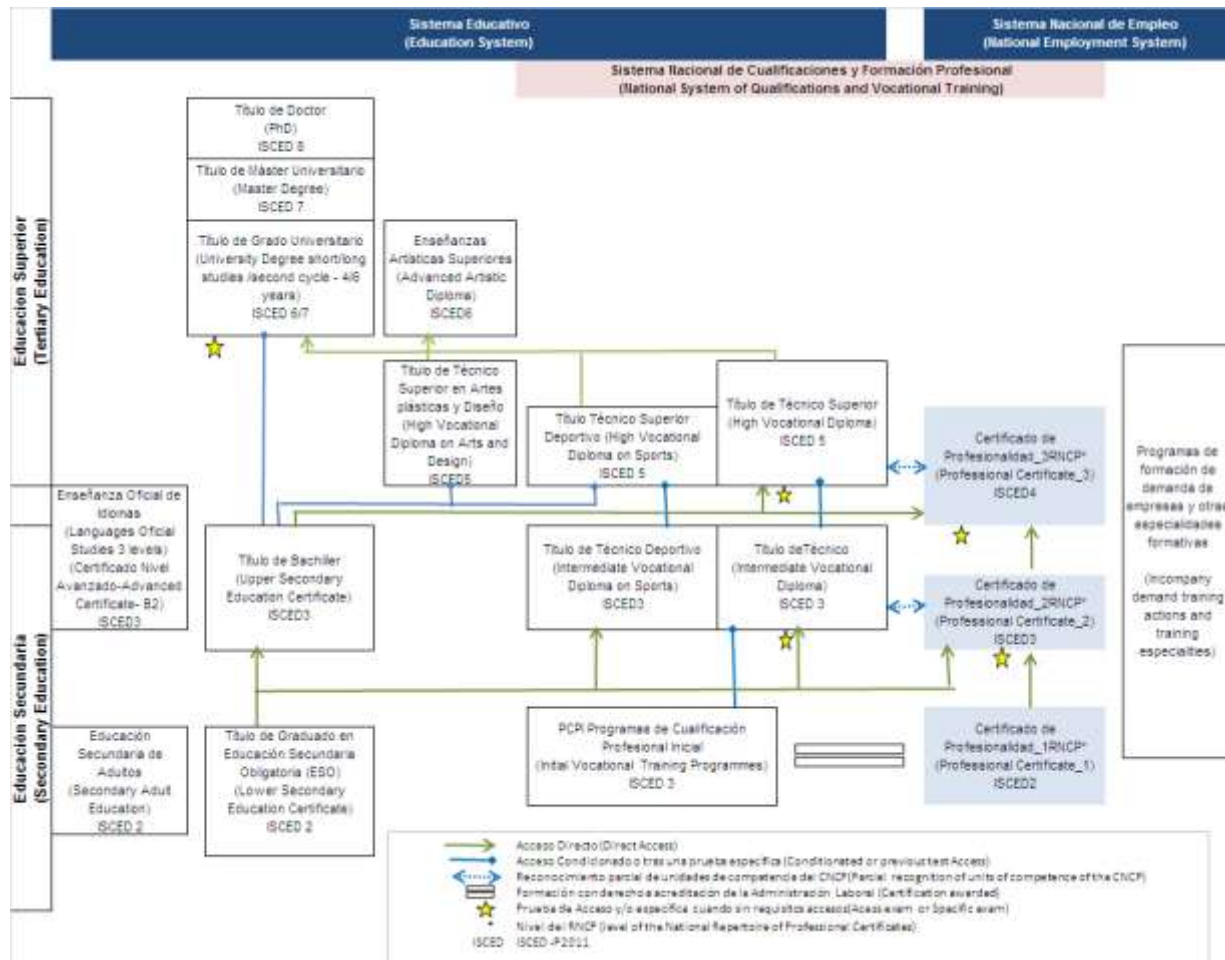 Sistema Educativo
(Education System)
Sistema Nacional de Empleo
(National Employment System)
Sistema Nacional de Cualificaciones y Formación Profesional
(National System of Qualifications and Vocational Training)
Educacion Superior
(Tertiary Education)
Título de Doctor
(PhD)
ISCED 8
Título de Máster Universitario
(Master Degree)
ISCED 7
Título de Grado Universitario
(University Degree short/long
studies /second cycle - 4/6
years)
ISCED 6/7
Enseñanzas
Artísticas Superiores
(Advanced Artistic
Diploma)
ISCED6
Título de Técnico
Superior en Artes
plásticas y Diseño
(High Vocational
Diploma on Arts and
Design)
ISCED5
Título Técnico Superior
Deportivo (High Vocational
Diploma on Sports)
ISCED 5
Título de Técnico Superior
(High Vocational Diploma)
ISCED 5
Certificado de
Profesionalidad_3RNCP*
(Professional Certificate_3)
ISCED4
Programas de
formación de
demanda de
empresas y otras
especialidades
formativas
(Incompany
demand training
actions and
training
especialties)
Educación Secundaria
(Secondary Education)
Enseñanza Oficial de
Idiomas
(Languages Oficial
Studies 3 levels)
(Certificado Nivel
Avanzado-Advanced
Certificate- B2)
ISCED3
Título de Bachiller
(Upper Secondary
Education Certificate)
ISCED3
Título de Técnico Deportivo
(Intermediate Vocational
Diploma on Sports)
ISCED3
Título deTécnico
(Intermediate Vocational
Diploma)
ISCED 3
Certificado de
Profesionalidad_2RNCP*
(Professional Certificate_2)
ISCED3
Educación
Secundaria de
Adultos
(Secondary Adult
Education)
ISCED 2
Título de Graduado en
Educación Secundaria
Obligatoria (ESO)
(Lower Secondary
Education Certificate)
ISCED 2
PCPI Programas de Cualificación
Profesional Inicial
(Initial Vocational Training Programmes)
ISCED 3
Certificado de
Profesionalidad_1RNCP*
(Professional Certificate_1)
ISCED2
Acceso Directo (Direct Access)
Acceso Condicionado o tras una prueba específica (Conditionated or previous test Access)
Reconocimiento parcial de unidades de competencia del CNCP(Parcial recognition of units of competence of the CNCP)
Formación con derecho a acreditacion de la Administración Laboral (Certification awarded)
Prueba de Acceso y/o específica cuando sin requisitos accesos(Acess exam or Specific exam)
* Nivel del RNCP (level of the National Repertoire of Professional Certificates)
ISCED ISCED -P2011